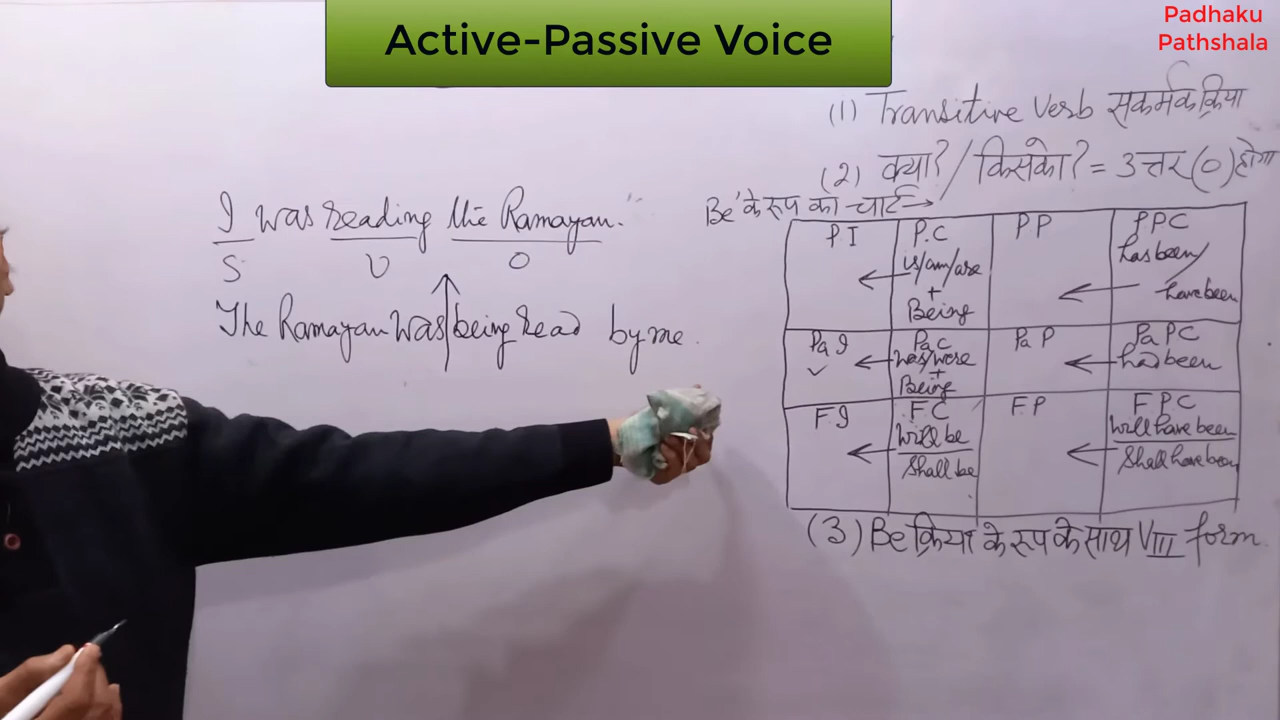 Active-Passive Voice
Padhaku
Pathshala
(1) Transitive Verb सकर्मक क्रिया
(2) क्या? / किसको? = उत्तर (O) होगा
Be' के रूप का चार्ट →
I was reading the Ramayan."
S V O
The Ramayan was being read by me.
P.I P.C PP PPC
is/am/are + Being
← ← has been/ have been
Pa I Pa C Pa P Pa PC
✓ ← was/were + Being ← had been
F.I F C F.P F P C
← will be shall be ← will have been shall have been
(3) Be क्रिया के रूप के साथ VIII form.